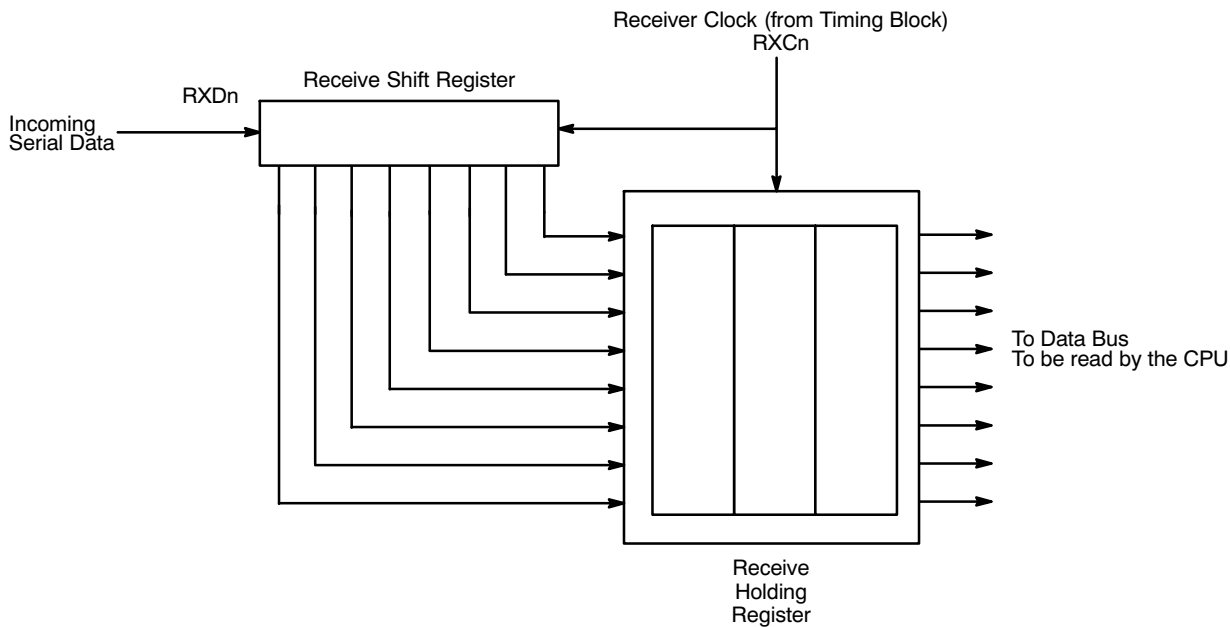 Receiver Clock (from Timing Block)
RXCn
Receive Shift Register
RXDn
Incoming
Serial Data
To Data Bus
To be read by the CPU
Receive
Holding
Register